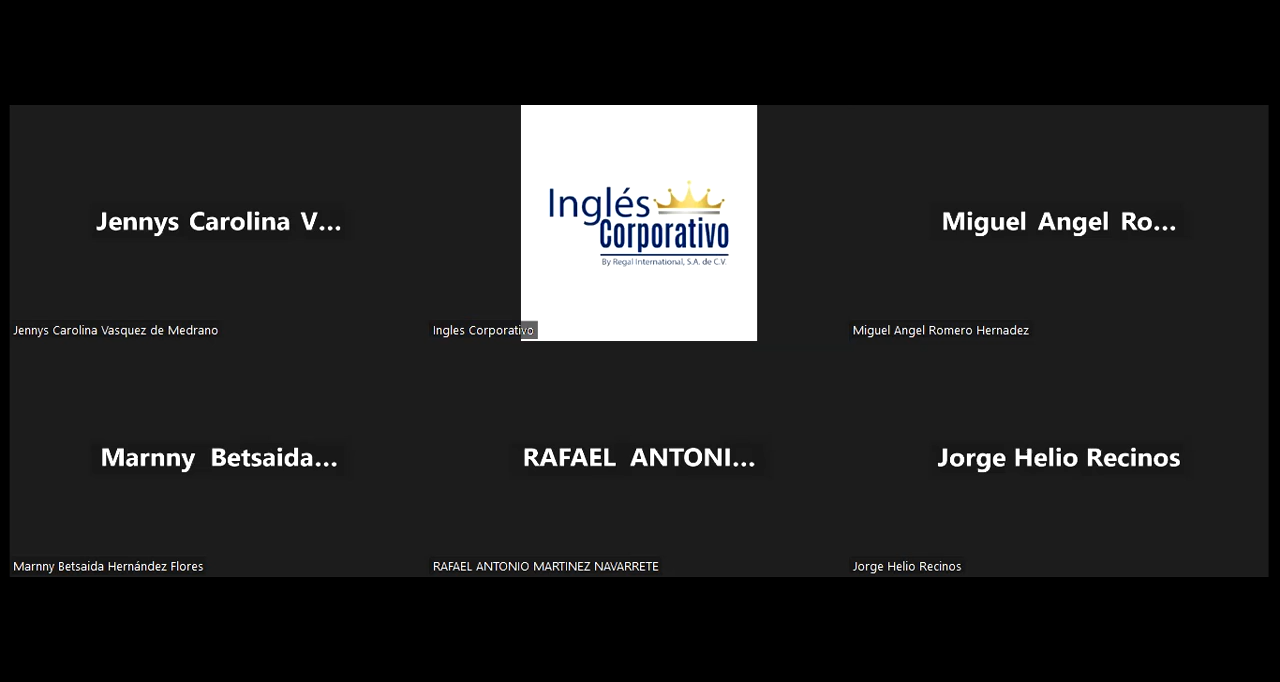 Jennys Carolina V...
Jennys Carolina Vasquez de Medrano
Inglés
Corporativo
By Regal International, S.A. de C.V.
Ingles Corporativo
Miguel Angel Ro...
Miguel Angel Romero Hernadez
Marnny Betsaida...
Marnny Betsaida Hernández Flores
RAFAEL ANTONI...
RAFAEL ANTONIO MARTINEZ NAVARRETE
Jorge Helio Recinos
Jorge Helio Recinos